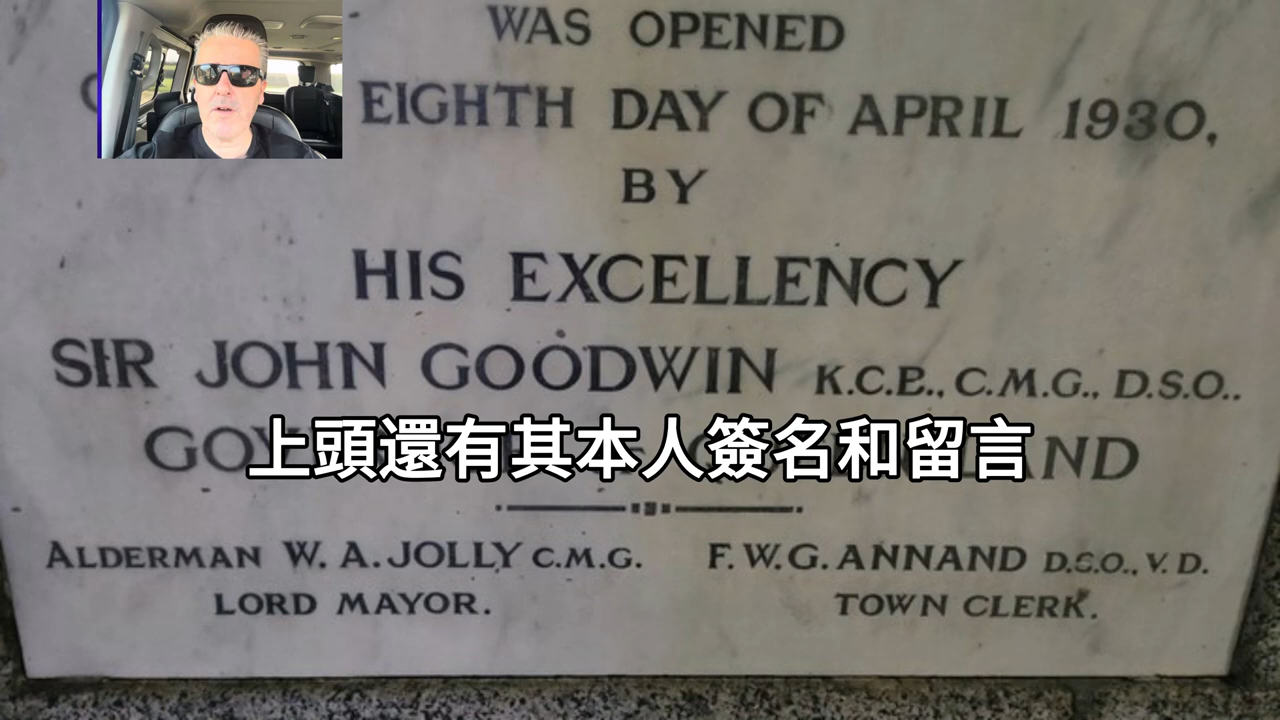 WAS OPENED
EIGHTH DAY OF APRIL 1930,
BY
HIS EXCELLENCY
SIR JOHN GOODWIN K.C.B., C.M.G., D.S.O..
上頭還有其本人簽名和留言
ALDERMAN W. A. JOLLY C.M.G.
LORD MAYOR.
F. W. G. ANNAND D.S.O., V. D.
TOWN CLERK.